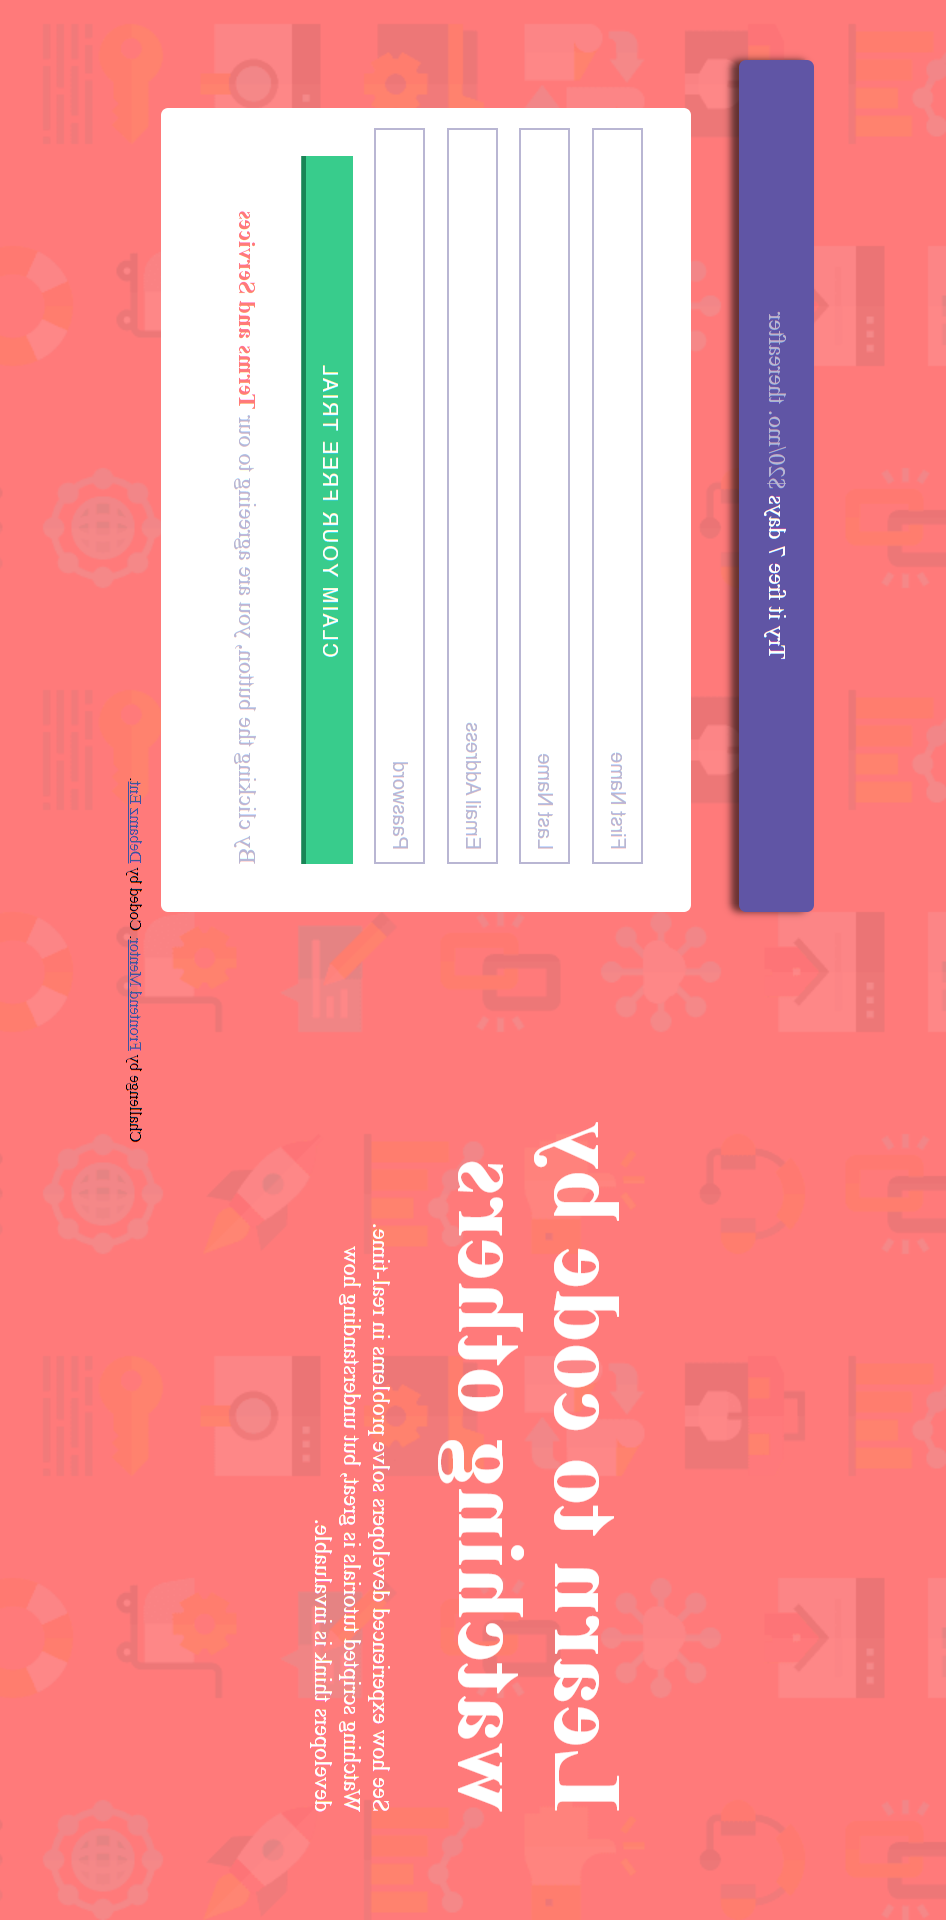 Learn to code by
watching others
See how experienced developers solve problems in real-time.
Watching scripted tutorials is great, but understanding how
developers think is invaluable.
Try it free 7 days $20/mo. thereafter
First Name
Last Name
Email Address
Paassword
CLAIM YOUR FREE TRIAL
By clicking the button, you are agreeing to our Terms and Services
Challenge by Frontend Mentor. Coded by Debanz Ent.